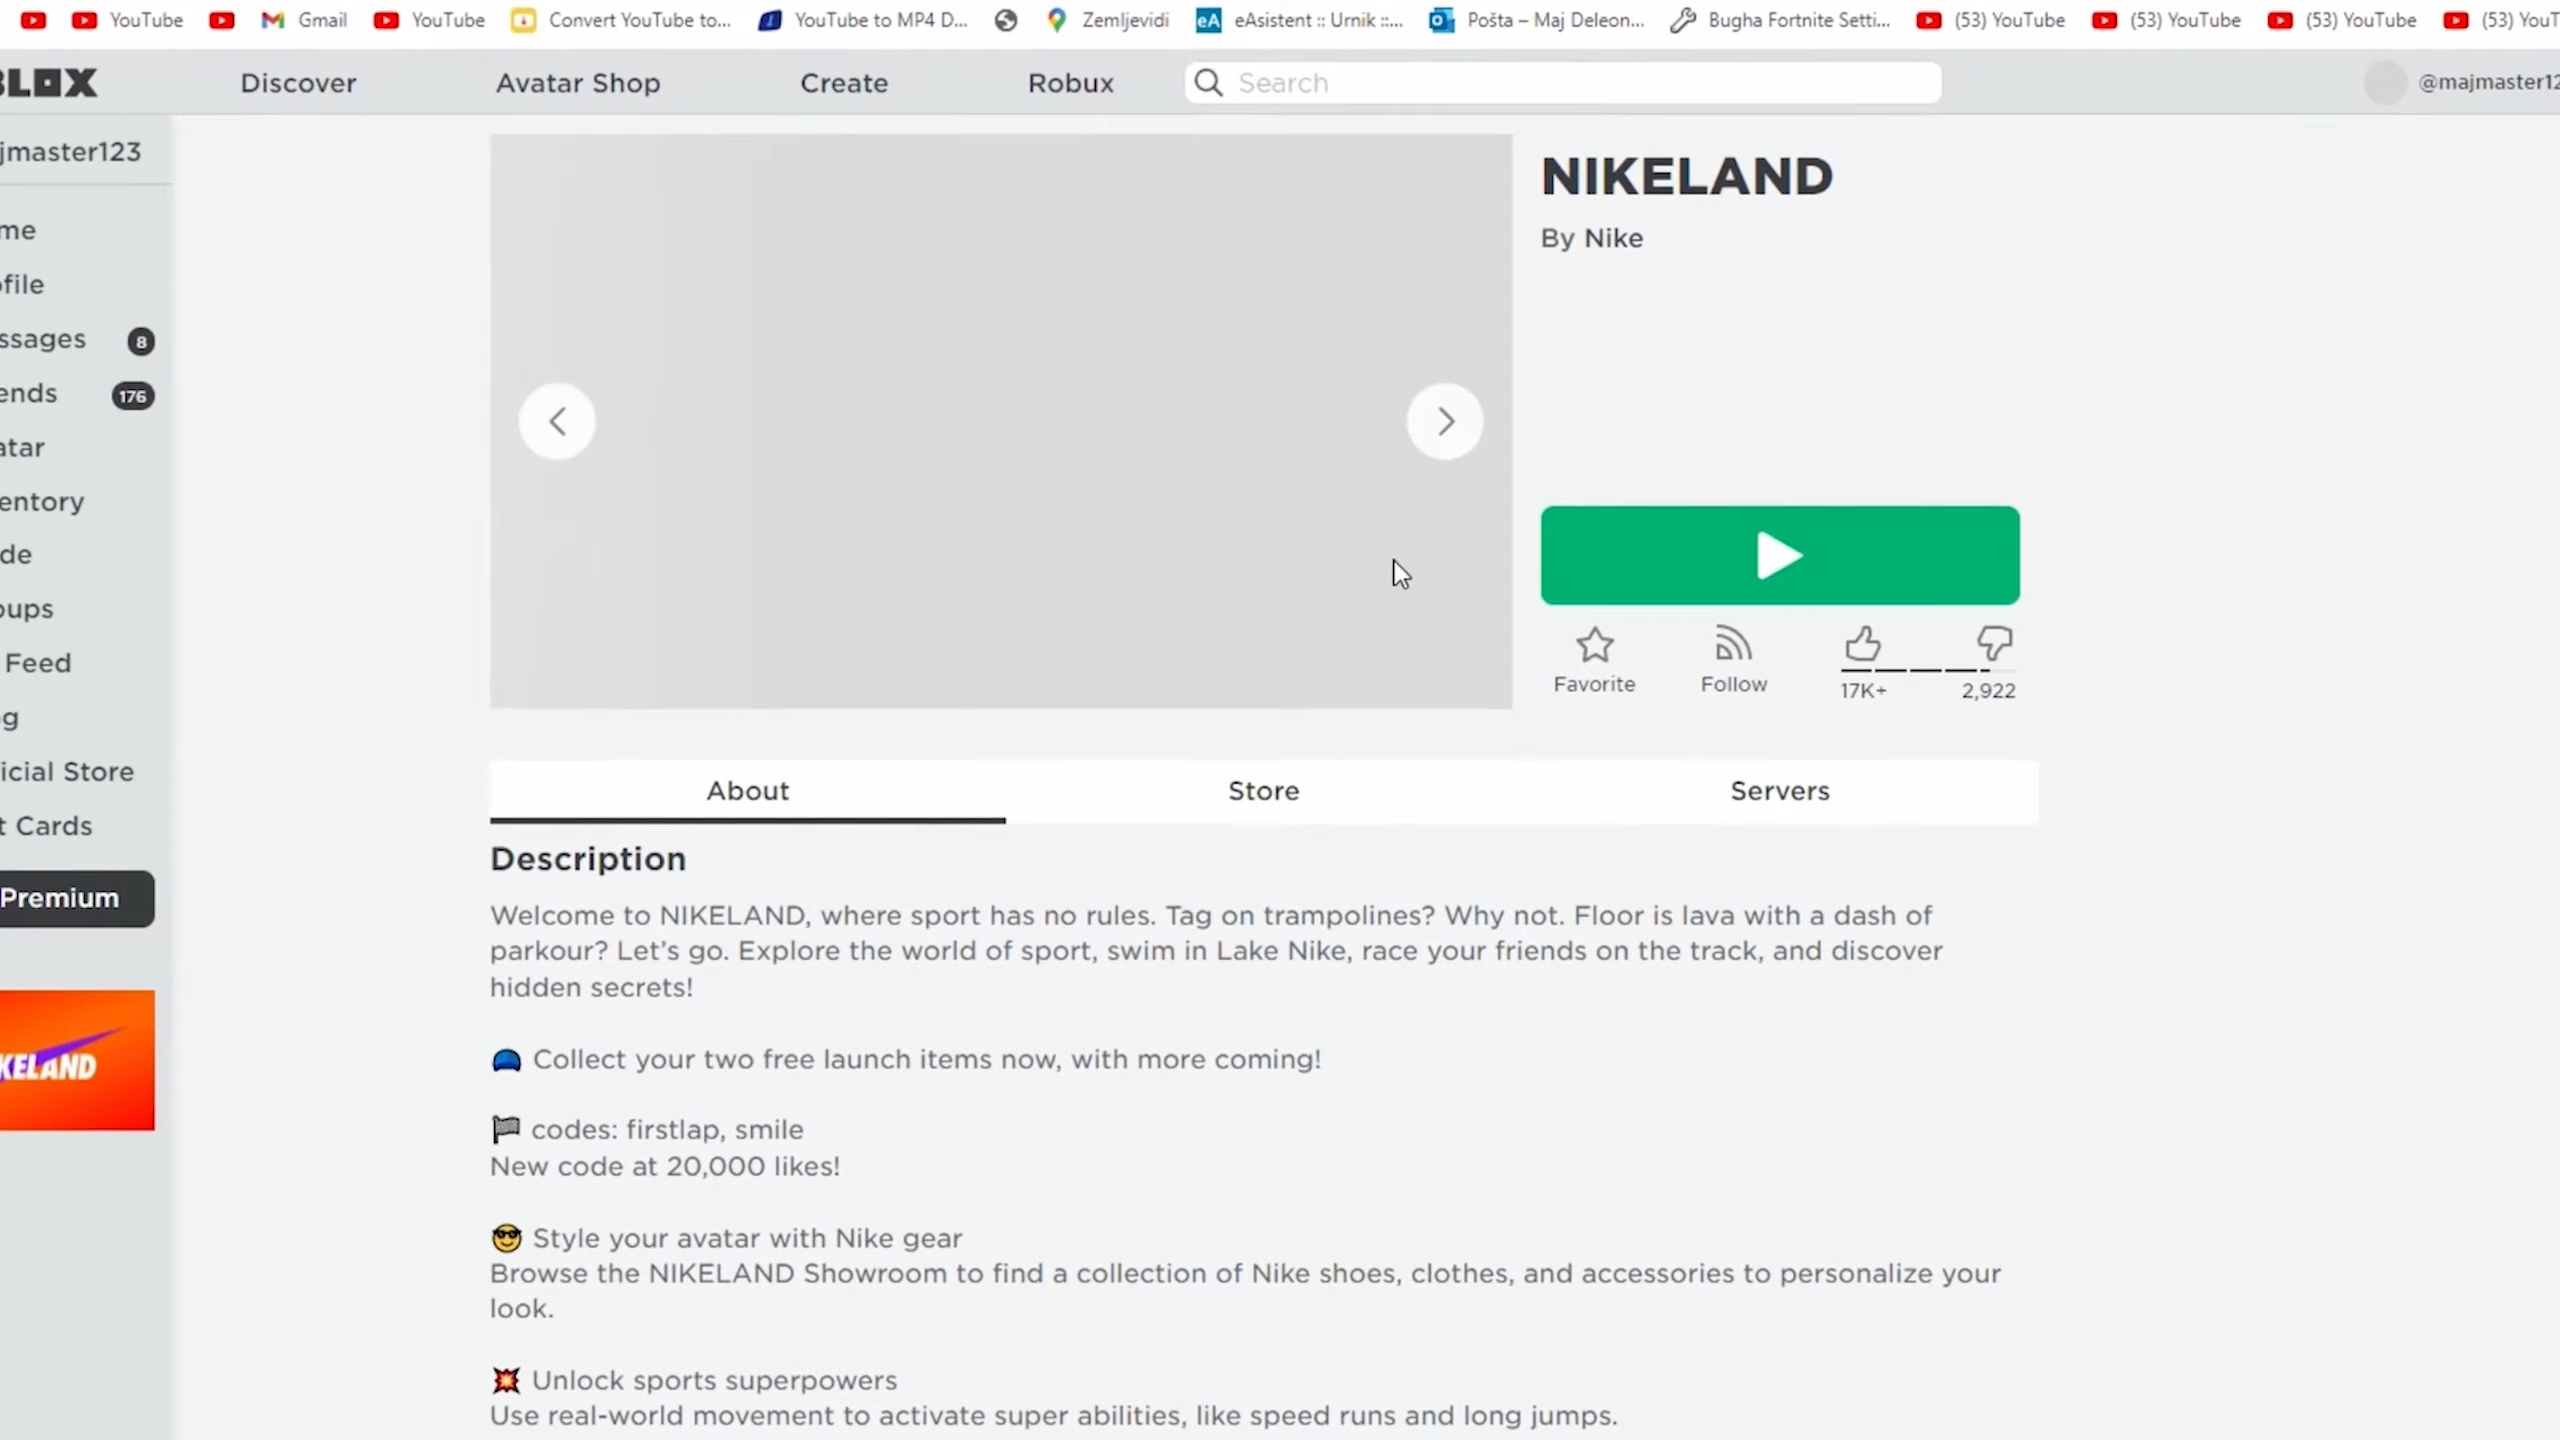 YouTube Gmail YouTube Convert YouTube to... YouTube to MP4 D... Zemljevidi eA eAsistent :: Urnik ::... Pošta – Maj Deleon... Bugha Fortnite Setti... (53) YouTube (53) YouTube (53) YouTube (53) YouT
BLOX Discover Avatar Shop Create Robux Search @majmaster12
jmaster123
me
ofile
ssages 8
ends 176
atar
entory
de
oups
Feed
g
icial Store
t Cards
Premium
KELAND
NIKELAND
By Nike
Favorite Follow 17K+ 2,922
About Store Servers
Description
Welcome to NIKELAND, where sport has no rules. Tag on trampolines? Why not. Floor is lava with a dash of
parkour? Let's go. Explore the world of sport, swim in Lake Nike, race your friends on the track, and discover
hidden secrets!
🧢 Collect your two free launch items now, with more coming!
🏁 codes: firstlap, smile
New code at 20,000 likes!
😎 Style your avatar with Nike gear
Browse the NIKELAND Showroom to find a collection of Nike shoes, clothes, and accessories to personalize your
look.
💥 Unlock sports superpowers
Use real-world movement to activate super abilities, like speed runs and long jumps.